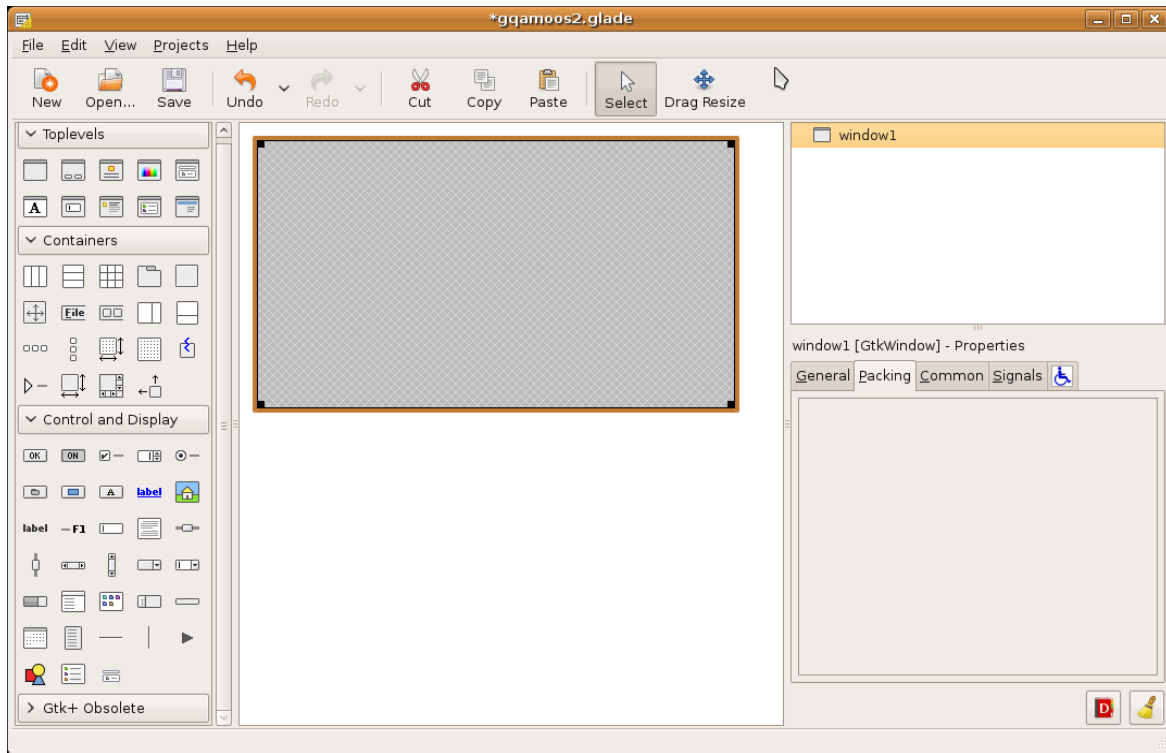 *gqamoos2.glade
File Edit View Projects Help
New Open... Save Undo Redo Cut Copy Paste Select Drag Resize
Toplevels
window1
A
Containers
File
window1 [GtkWindow] - Properties
General Packing Common Signals
Control and Display
OK ON
A label
label F1
Gtk+ Obsolete
D